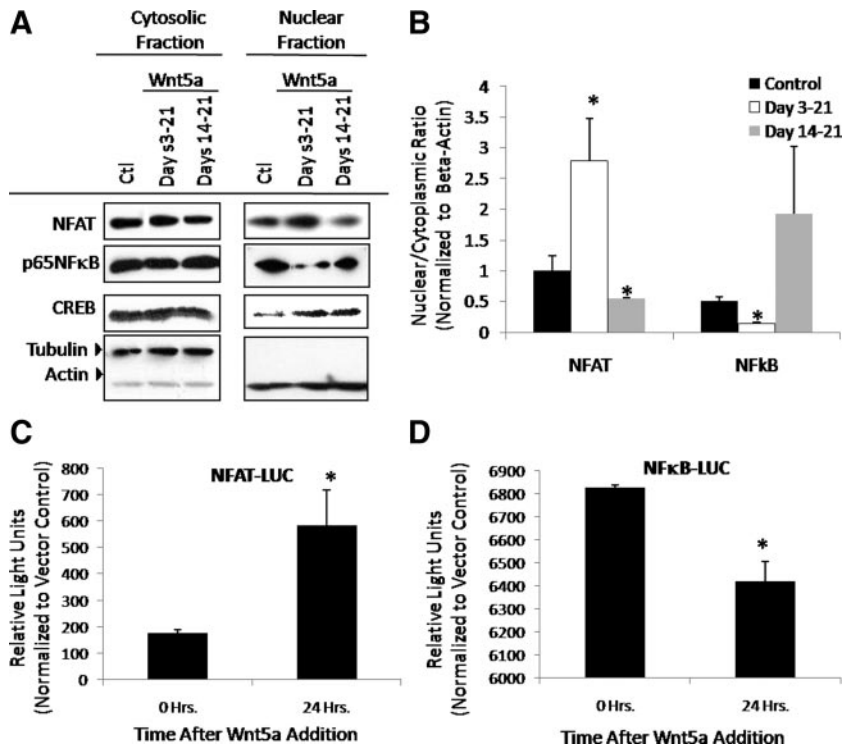 A
Cytosolic Fraction
Nuclear Fraction
Wnt5a
Wnt5a
Ctl
Day s3-21
Days 14-21
Ctl
Days 3-21
Days 14-21
NFAT
p65NFκB
CREB
Tubulin
Actin
B
Nuclear/Cytoplasmic Ratio
(Normalized to Beta-Actin)
4
3.5
3
2.5
2
1.5
1
0.5
0
*
*
*
Control
Day 3-21
Day 14-21
NFAT
NFkB
C
NFAT-LUC
Relative Light Units
(Normalized to Vector Control)
800
700
600
500
400
300
200
100
0
*
0 Hrs.
24 Hrs.
Time After Wnt5a Addition
D
NFκB-LUC
Relative Light Units
(Normalized to Vector Control)
6900
6800
6700
6600
6500
6400
6300
6200
6100
6000
*
0 Hrs.
24 Hrs.
Time After Wnt5a Addition